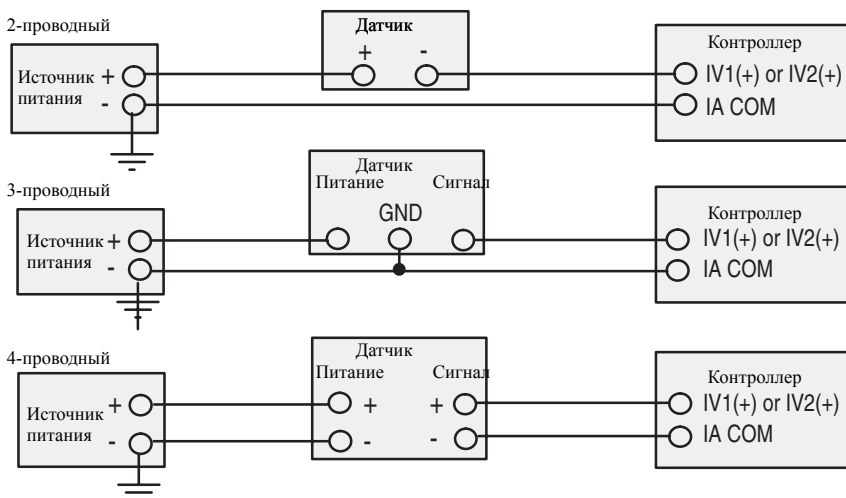 2-проводный
Датчик
+ -
Контроллер
Источник питания
+
-
IV1(+) or IV2(+)
IA COM
3-проводный
Датчик
Питание Сигнал
GND
Контроллер
Источник питания
+
-
IV1(+) or IV2(+)
IA COM
4-проводный
Датчик
Питание Сигнал
Контроллер
Источник питания
+
-
+ +
- -
IV1(+) or IV2(+)
IA COM